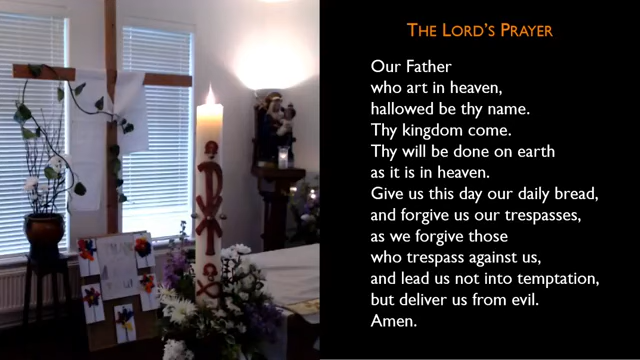 The Lord's Prayer
Our Father
who art in heaven,
hallowed be thy name.
Thy kingdom come.
Thy will be done on earth
as it is in heaven.
Give us this day our daily bread,
and forgive us our trespasses,
as we forgive those
who trespass against us,
and lead us not into temptation,
but deliver us from evil.
Amen.